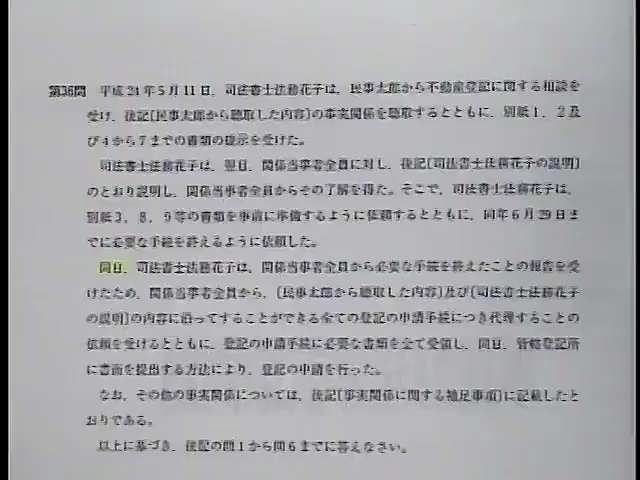 第36問 平成24年5月11日，司法書士法務花子は，民事太郎から不動産登記に関する相談を
受け，後記〔民事太郎から聴取した内容〕の事実関係を聴取するとともに，別紙1，2及
び4から7までの書類の提示を受けた。
司法書士法務花子は，翌日，関係当事者全員に対し，後記〔司法書士法務花子の説明〕
のとおり説明し，関係当事者全員からその了解を得た。そこで，司法書士法務花子は，
別紙3，8，9等の書類を事前に準備するように依頼するとともに，同年6月29日ま
でに必要な手続を終えるように依頼した。
同日，司法書士法務花子は，関係当事者全員から必要な手続を終えたことの報告を受
けたため，関係当事者全員から，〔民事太郎から聴取した内容〕及び〔司法書士法務花子
の説明〕の内容に沿ってすることができる全ての登記の申請手続につき代理することの
依頼を受けるとともに，登記の申請手続に必要な書類を全て受領し，同日，管轄登記所
に書面を提出する方法により，登記の申請を行った。
なお，その他の事実関係については，後記〔事実関係に関する補足事項〕に記載したと
おりである。
以上に基づき，後記の問1から問6までに答えなさい。